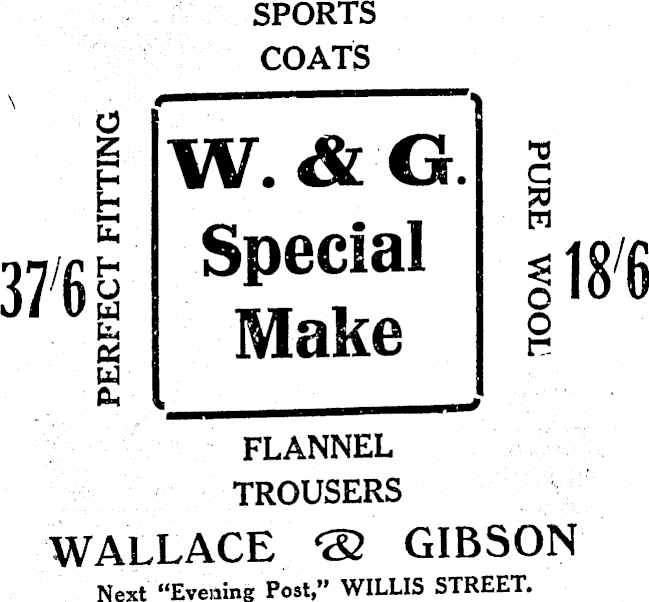 SPORTS
COATS
PERFECT FITTING
37/6
W. & G.
Special
Make
PURE WOOL
18/6
FLANNEL
TROUSERS
WALLACE & GIBSON
Next "Evening Post," WILLIS STREET.